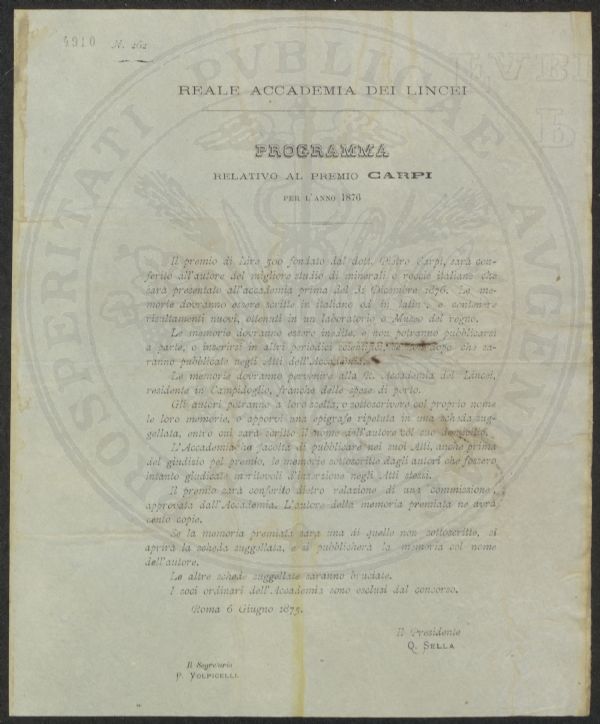 4910 N. 262
REALE ACCADEMIA DEI LINCEI
PROGRAMMA
RELATIVO AL PREMIO CARPI
PER L'ANNO 1876
Il premio di lire 500 fondato dal dott. Pietro Carpi, sarà con-
ferito all'autore del migliore studio di minerali o roccie italiane che
sarà presentato all'accademia prima del 31 Dicembre 1876. Le me-
morie dovranno essere scritte in italiano od in latino, e contenere
risultamenti nuovi, ottenuti in un laboratorio o Museo del regno.
Le memorie dovranno essere inedite, e non potranno pubblicarsi
a parte, o inserirsi in altri periodici scientifici, se non dopo che sa-
ranno pubblicate negli Atti dell'Accademia.
Le memorie dovranno pervenire alla R. Accademia dei Lincei,
residente in Campidoglio, franche delle spese di porto.
Gli autori potranno a loro scelta, o sottoscrivere col proprio nome
le loro memorie, o apporvi una epigrafe ripetuta in una scheda sug-
gellata, entro cui sarà scritto il nome dell'autore col suo domicilio.
L'Accademia ha facoltà di pubblicare nei suoi Atti, anche prima
del giudizio pel premio, le memorie sottoscritte dagli autori che fossero
intanto giudicate meritevoli d'inserzione negli Atti stessi.
Il premio sarà conferito dietro relazione di una commissione,
approvata dall'Accademia. L'autore della memoria premiata ne avrà
cento copie.
Se la memoria premiata sarà una di quelle non sottoscritte, si
aprirà la scheda suggellata, e si pubblicherà la memoria col nome
dell'autore.
Le altre schede suggellate saranno bruciate.
I soci ordinari dell'Accademia sono esclusi dal concorso.
Roma 6 Giugno 1875.
Il Presidente
Q. SELLA
Il Segretario
P. VOLPICELLI.
PROSPERITATI PUBLICAE AUGENDAE